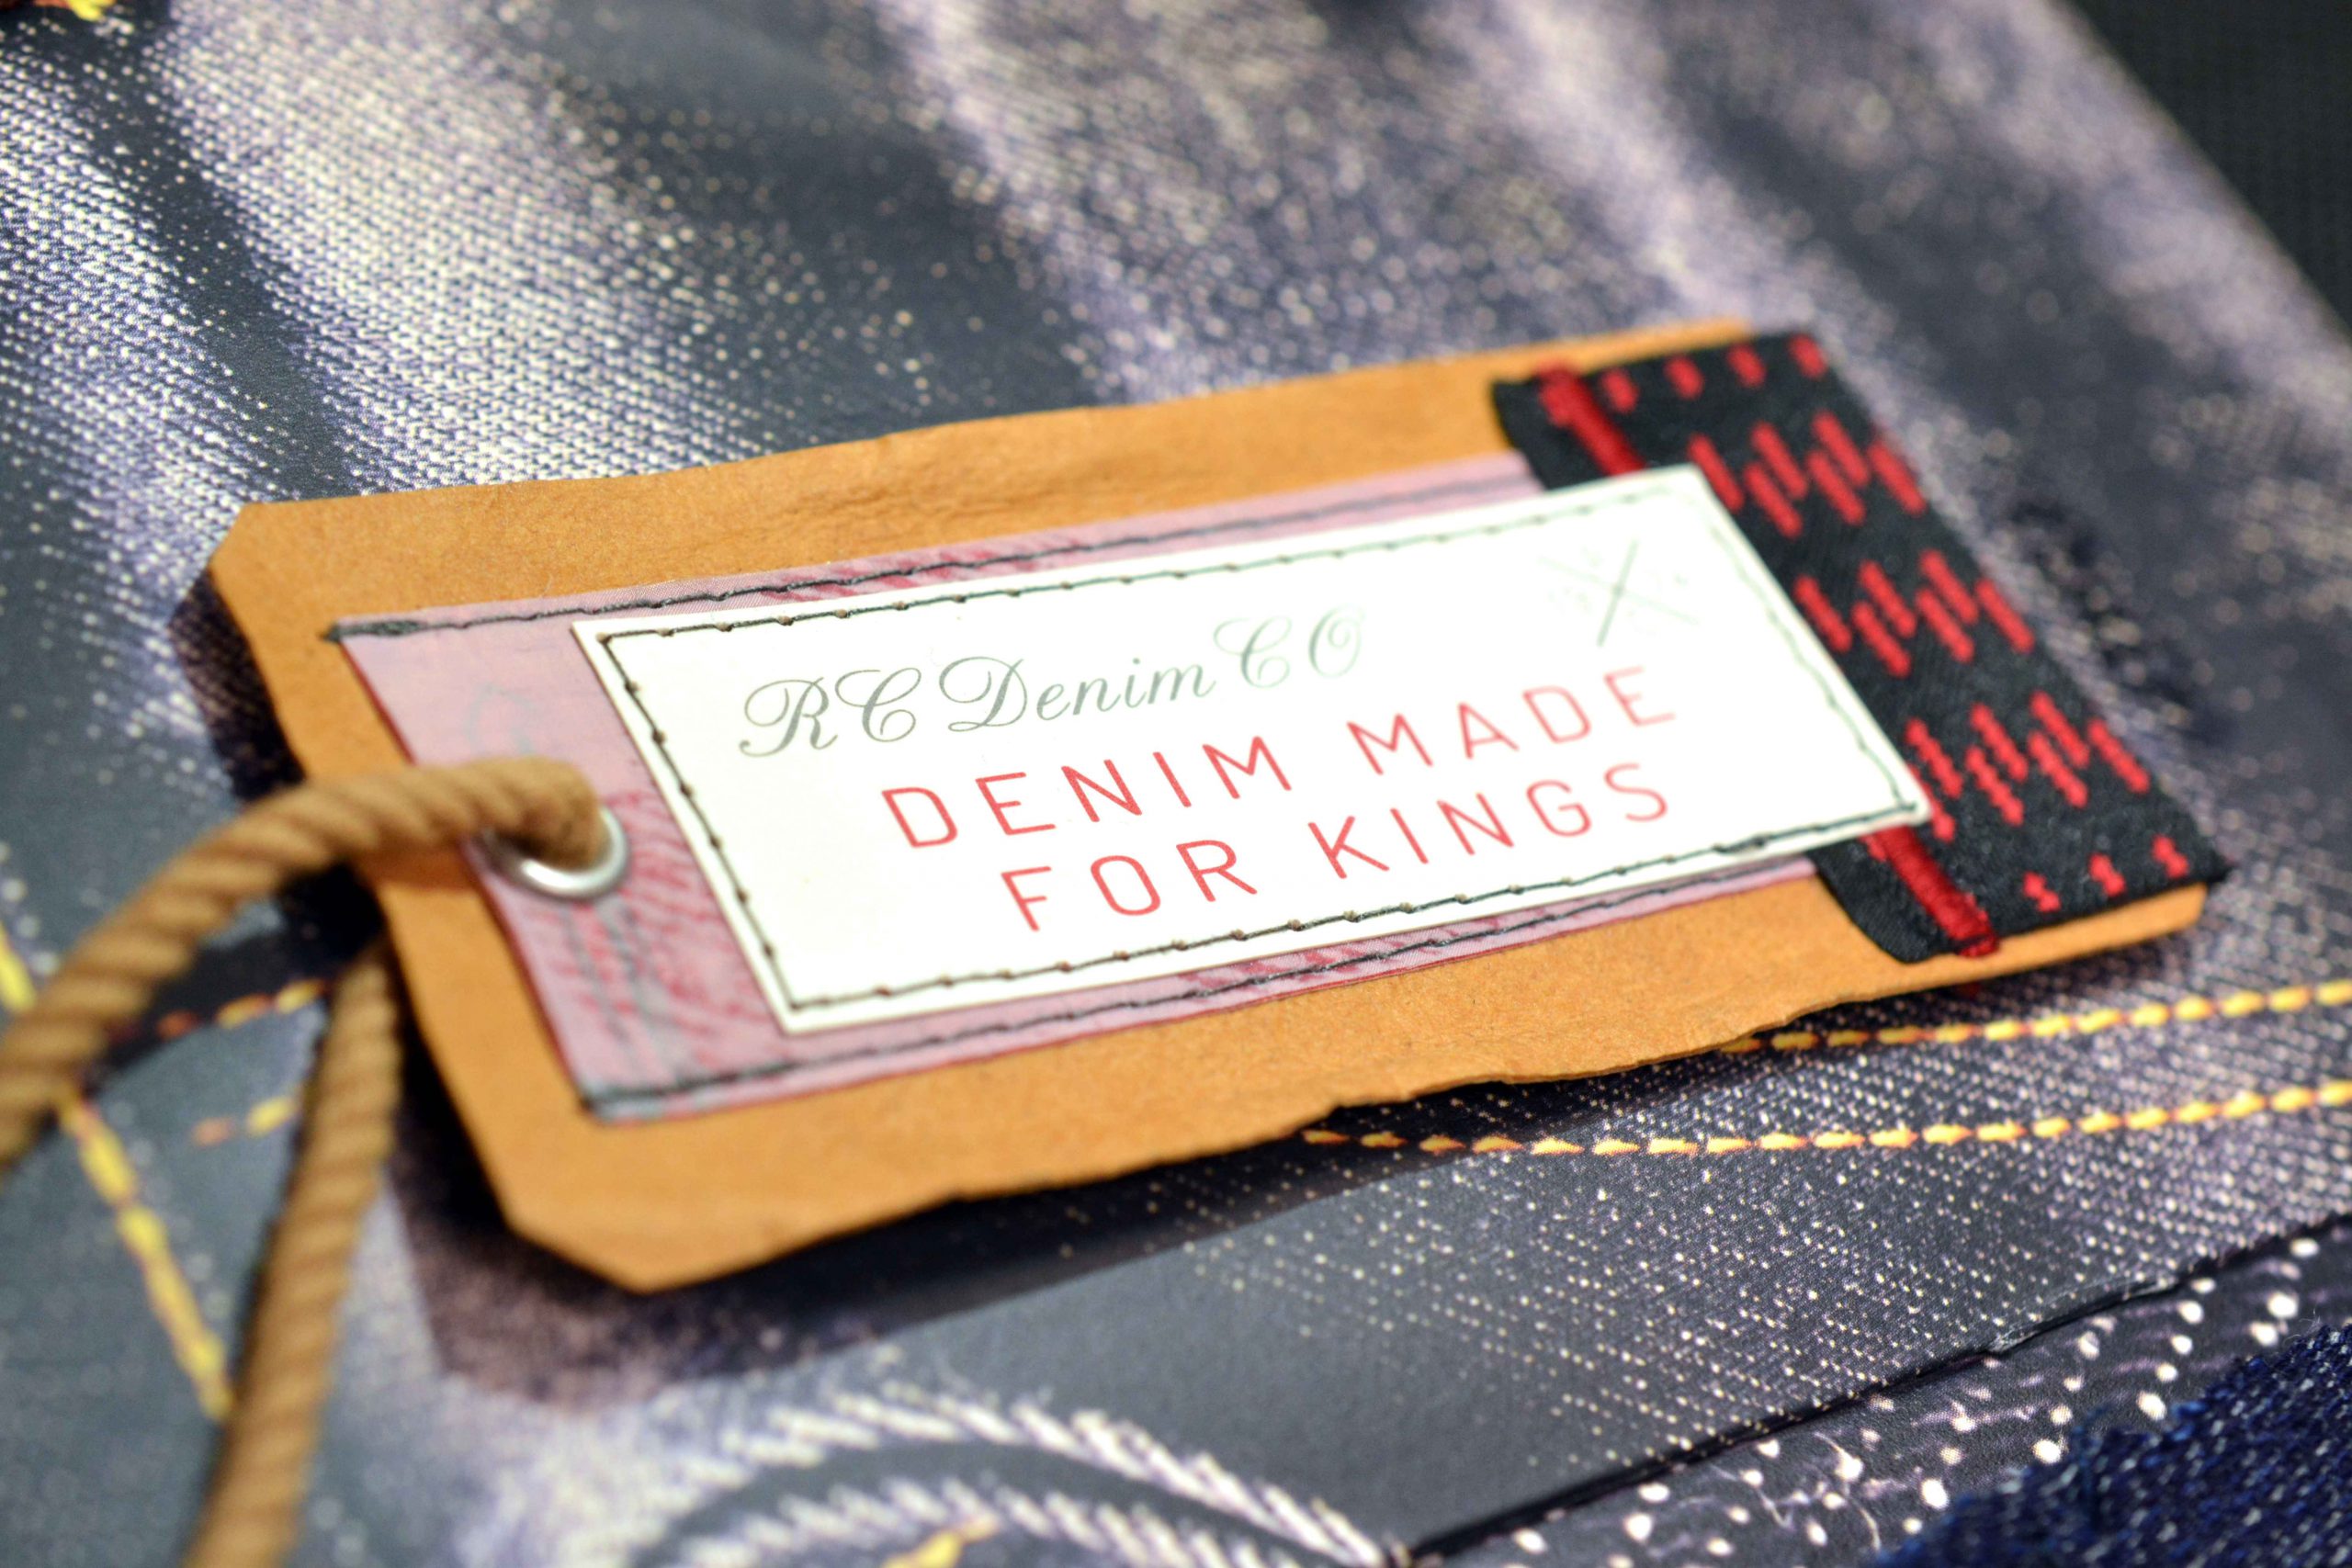 RC Denim CO
DENIM MADE
FOR KINGS